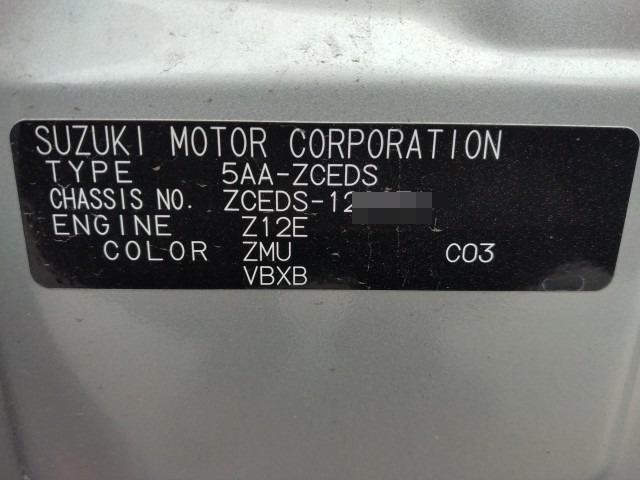 SUZUKI MOTOR CORPORATION
TYPE 5AA-ZCEDS
CHASSIS NO. ZCEDS-12
ENGINE Z12E
COLOR ZMU C03
VBXB